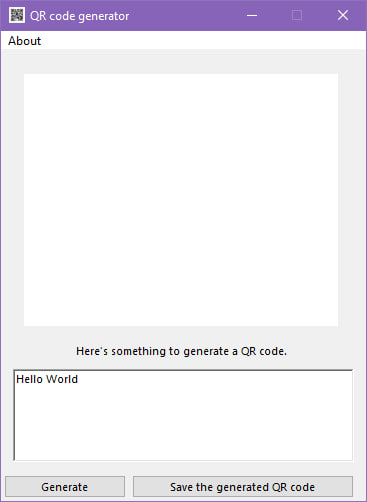 QR code generator
About
Here's something to generate a QR code.
Hello World
Generate
Save the generated QR code